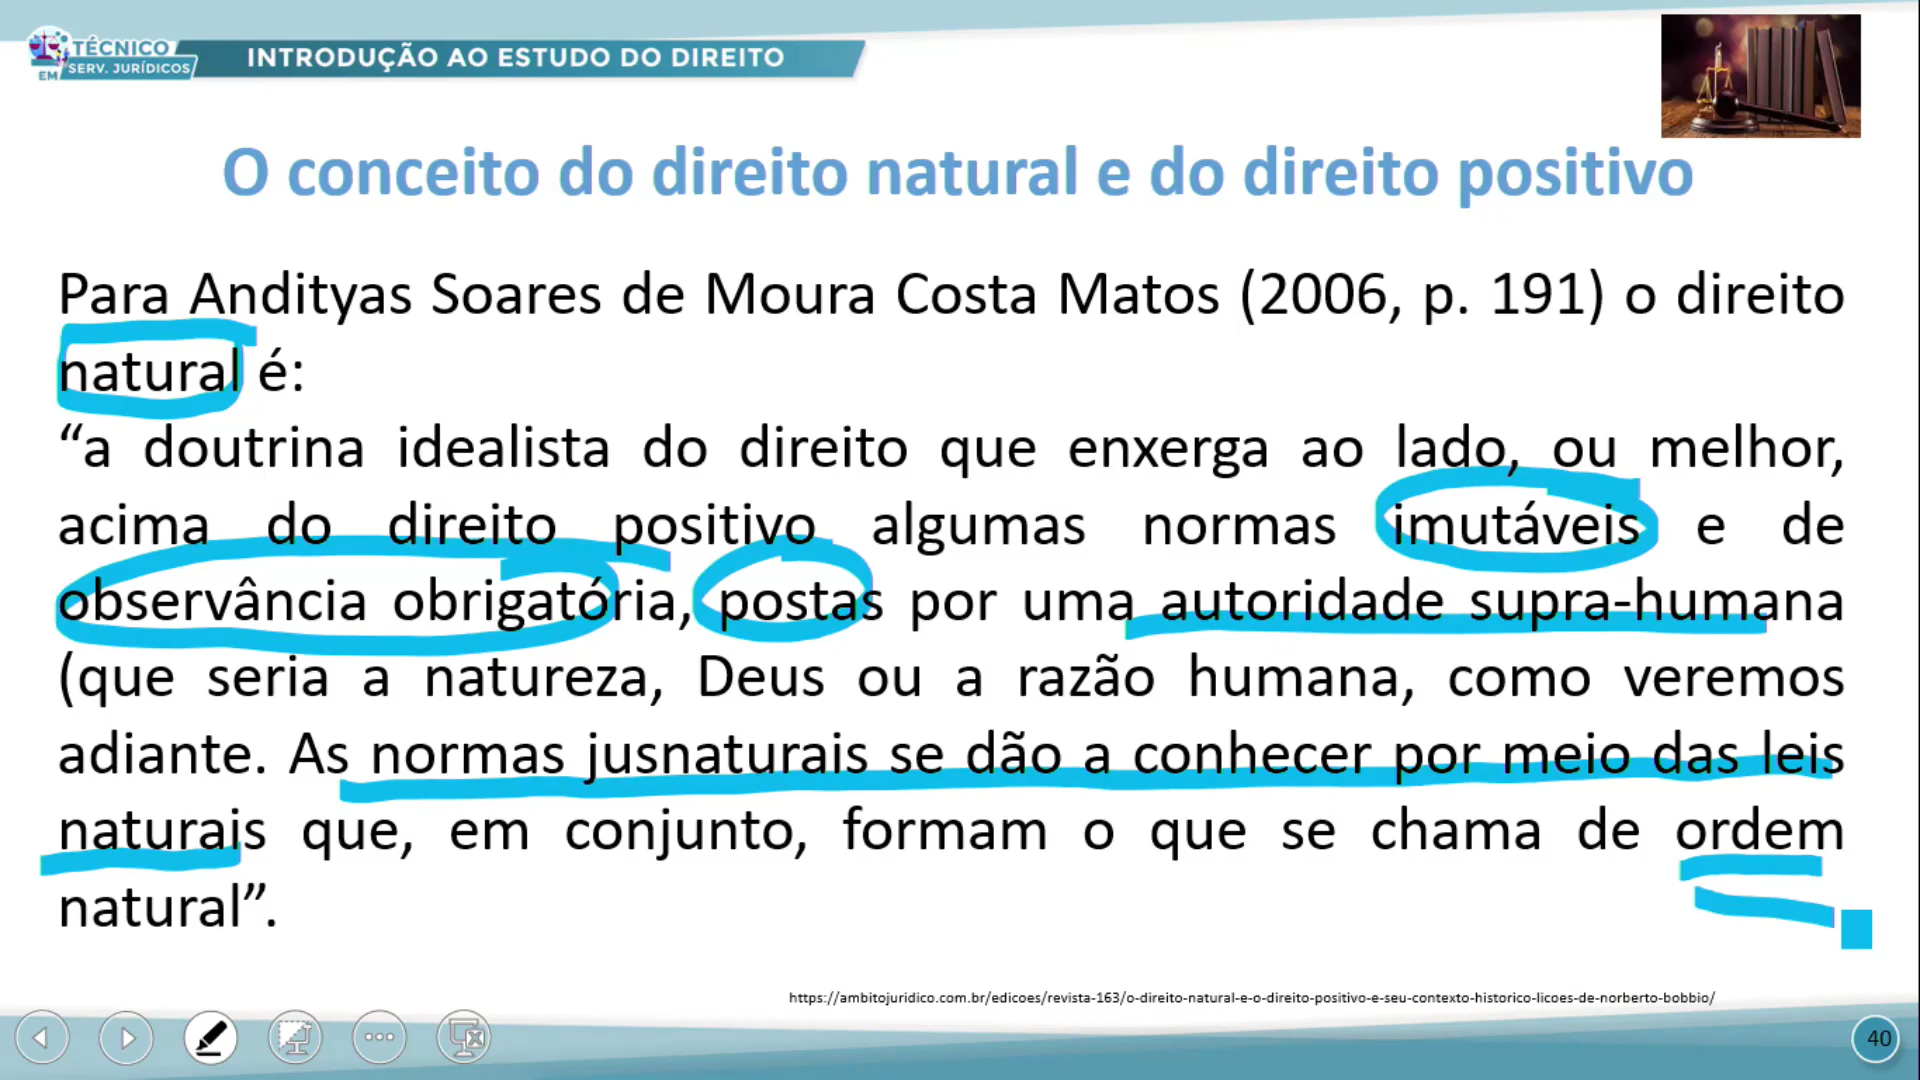 TÉCNICO
EM SERV. JURÍDICOS
INTRODUÇÃO AO ESTUDO DO DIREITO
O conceito do direito natural e do direito positivo
Para Andityas Soares de Moura Costa Matos (2006, p. 191) o direito
natural é:
“a doutrina idealista do direito que enxerga ao lado, ou melhor,
acima do direito positivo algumas normas imutáveis e de
observância obrigatória, postas por uma autoridade supra-humana
(que seria a natureza, Deus ou a razão humana, como veremos
adiante. As normas jusnaturais se dão a conhecer por meio das leis
naturais que, em conjunto, formam o que se chama de ordem
natural”.
https://ambitojuridico.com.br/edicoes/revista-163/o-direito-natural-e-o-direito-positivo-e-seu-contexto-historico-licoes-de-norberto-bobbio/
40